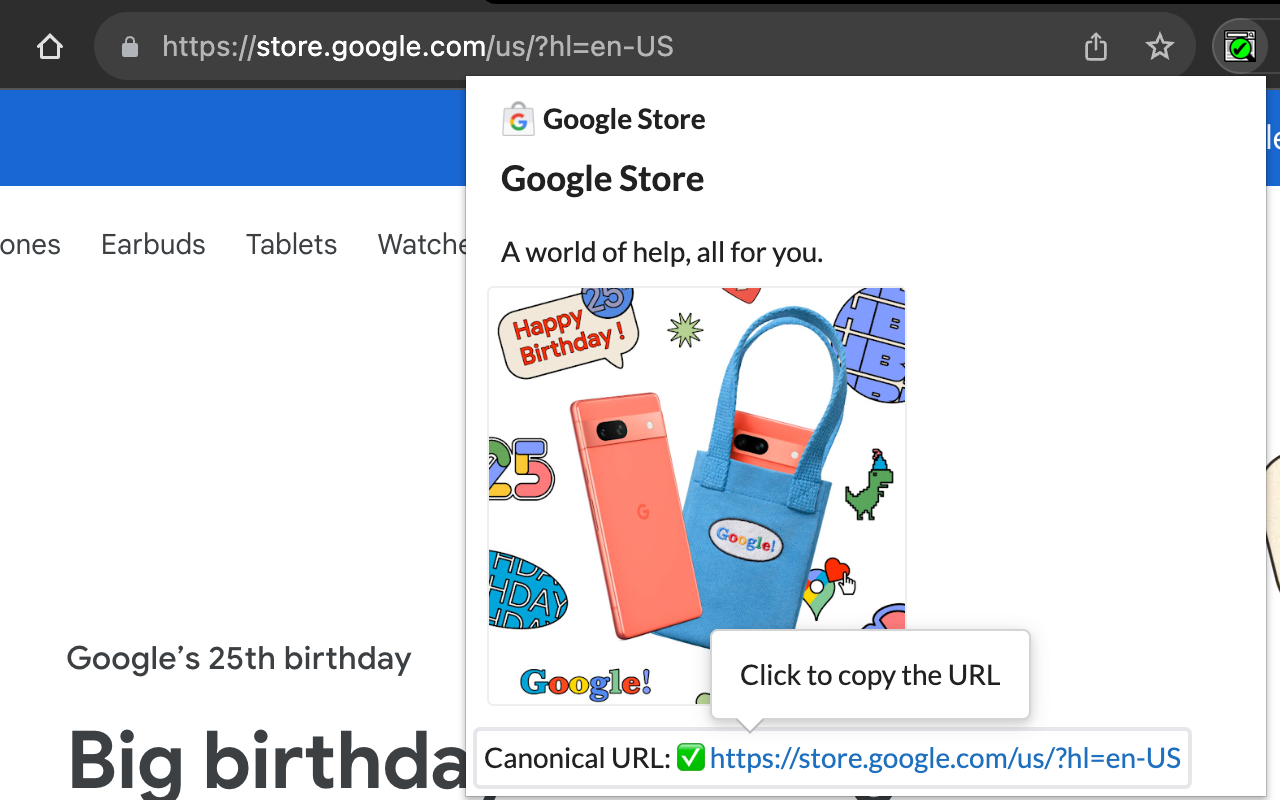 https://store.google.com/us/?hl=en-US
Google Store
Google Store
ones Earbuds Tablets Watche
A world of help, all for you.
25
Happy
Birthday !
25
G
Google!
HDA
HDAY
HDA
Google's 25th birthday
Google!
Click to copy the URL
Big birthda
Canonical URL: ✅ https://store.google.com/us/?hl=en-US